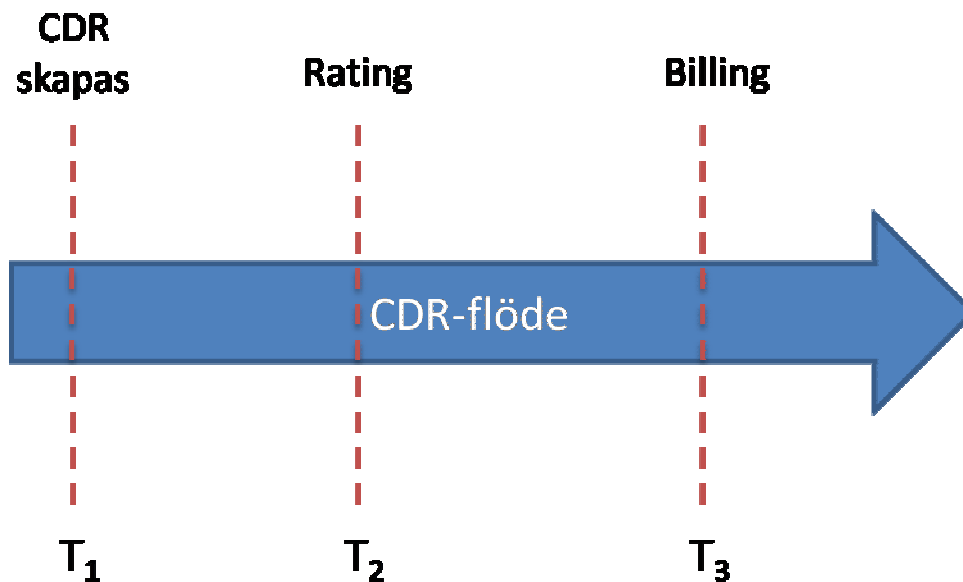 CDR
skapas
Rating
Billing
CDR-flöde
T₁
T₂
T₃